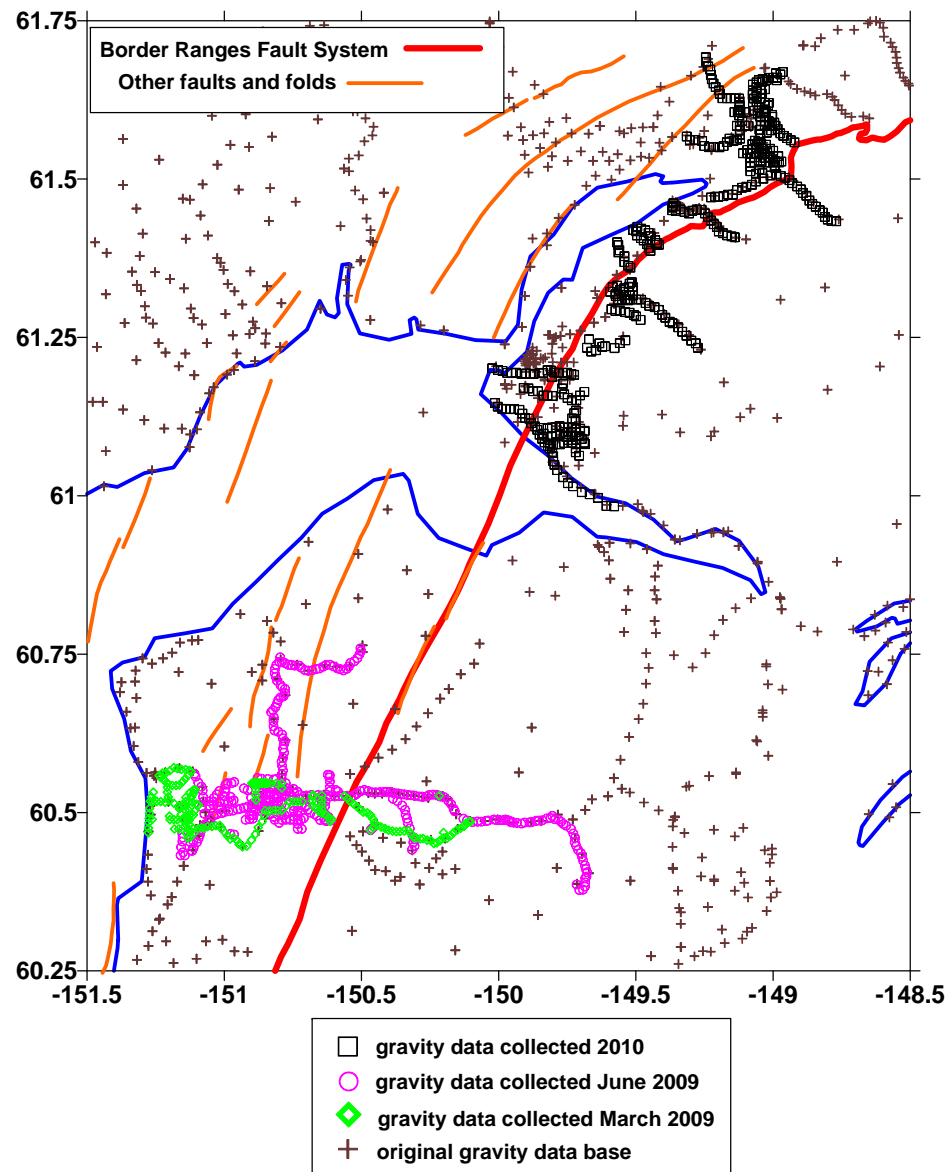 61.75
Border Ranges Fault System
Other faults and folds
61.5
61.25
61
60.75
60.5
60.25
-151.5 -151 -150.5 -150 -149.5 -149 -148.5
gravity data collected 2010
gravity data collected June 2009
gravity data collected March 2009
original gravity data base